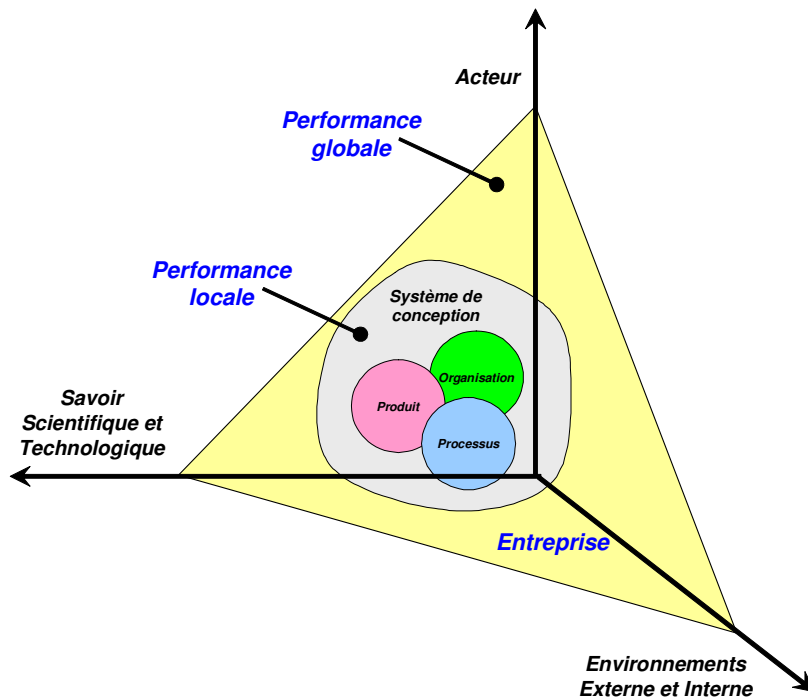 Acteur
Performance
globale
Performance
locale
Système de
conception
Organisation
Produit
Processus
Savoir
Scientifique et
Technologique
Entreprise
Environnements
Externe et Interne